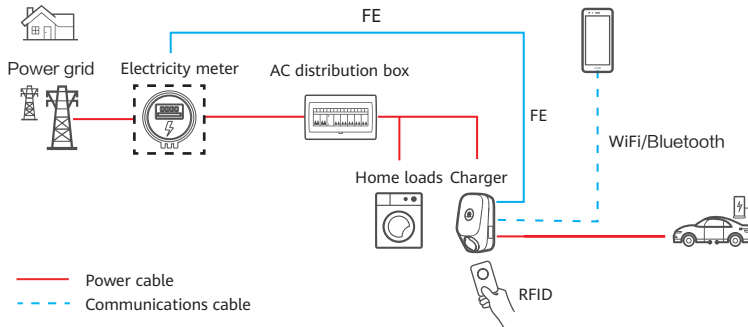 FE
Power grid
Electricity meter
AC distribution box
FE
WiFi/Bluetooth
Home loads
Charger
RFID
Power cable
Communications cable